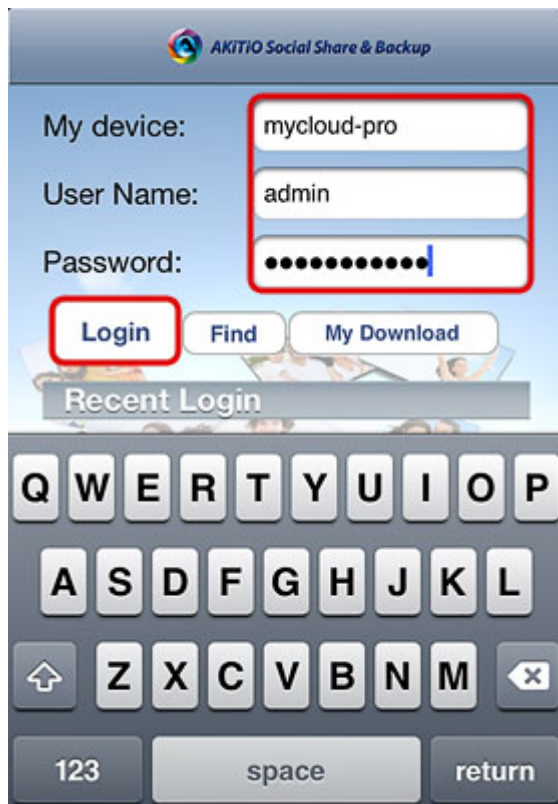 AKiTiO Social Share & Backup
My device: mycloud-pro
User Name: admin
Password: ●●●●●●●●●●●
Login Find My Download
Recent Login
Q W E R T Y U I O P
A S D F G H J K L
Z X C V B N M
123 space return